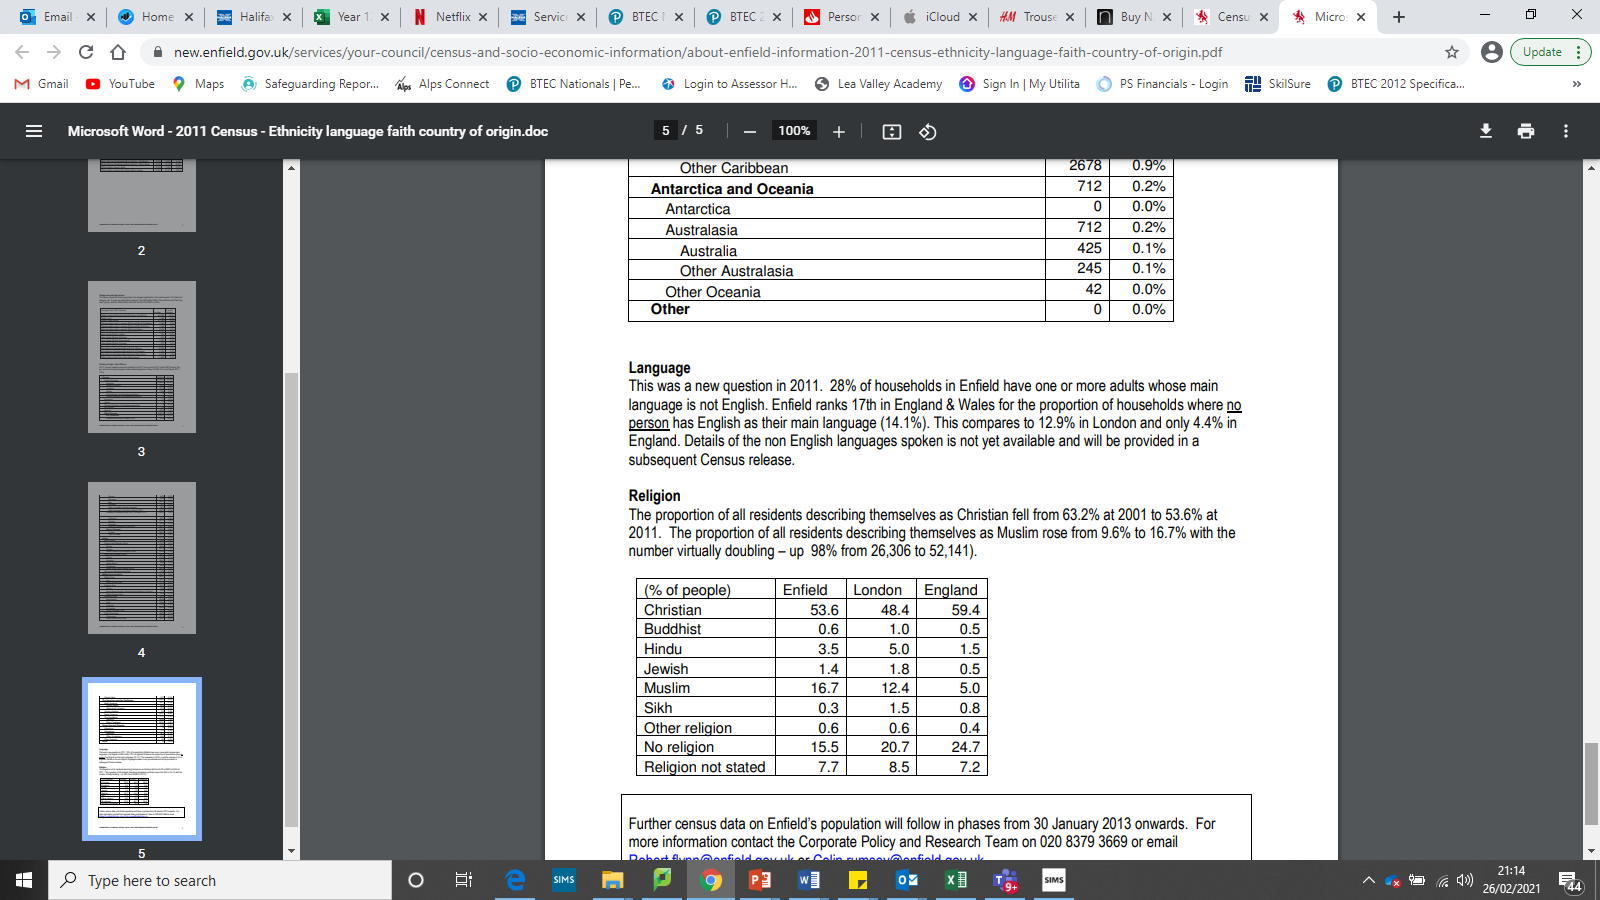 Email
Home
Halifa
Year 1
Netflix
Servic
BTEC
BTEC 2
Person
iCloud
H&M Trouse
Buy N
Censu
Micro
new.enfield.gov.uk/services/your-council/census-and-socio-economic-information/about-enfield-information-2011-census-ethnicity-language-faith-country-of-origin.pdf
Update
Gmail YouTube Maps Safeguarding Repor... Alps Alps Connect BTEC Nationals | Pe... Login to Assessor H... Lea Valley Academy Sign In | My Utilita PS Financials - Login SkilSure BTEC 2012 Specifica... »
Microsoft Word - 2011 Census - Ethnicity language faith country of origin.doc 5 / 5 — 100% +
2
3
4
5
Other Caribbean 2678 0.9%
Antarctica and Oceania 712 0.2%
Antarctica 0 0.0%
Australasia 712 0.2%
Australia 425 0.1%
Other Australasia 245 0.1%
Other Oceania 42 0.0%
Other 0 0.0%
Language
This was a new question in 2011. 28% of households in Enfield have one or more adults whose main
language is not English. Enfield ranks 17th in England & Wales for the proportion of households where no
person has English as their main language (14.1%). This compares to 12.9% in London and only 4.4% in
England. Details of the non English languages spoken is not yet available and will be provided in a
subsequent Census release.
Religion
The proportion of all residents describing themselves as Christian fell from 63.2% at 2001 to 53.6% at
2011. The proportion of all residents describing themselves as Muslim rose from 9.6% to 16.7% with the
number virtually doubling – up 98% from 26,306 to 52,141).
(% of people) Enfield London England
Christian 53.6 48.4 59.4
Buddhist 0.6 1.0 0.5
Hindu 3.5 5.0 1.5
Jewish 1.4 1.8 0.5
Muslim 16.7 12.4 5.0
Sikh 0.3 1.5 0.8
Other religion 0.6 0.6 0.4
No religion 15.5 20.7 24.7
Religion not stated 7.7 8.5 7.2
Further census data on Enfield's population will follow in phases from 30 January 2013 onwards. For
more information contact the Corporate Policy and Research Team on 020 8379 3669 or email
Robert.flynn@enfield.gov.uk or Colin.rumsey@enfield.gov.uk
Type here to search
SIMS
9+
SIMS
21:14
26/02/2021
44